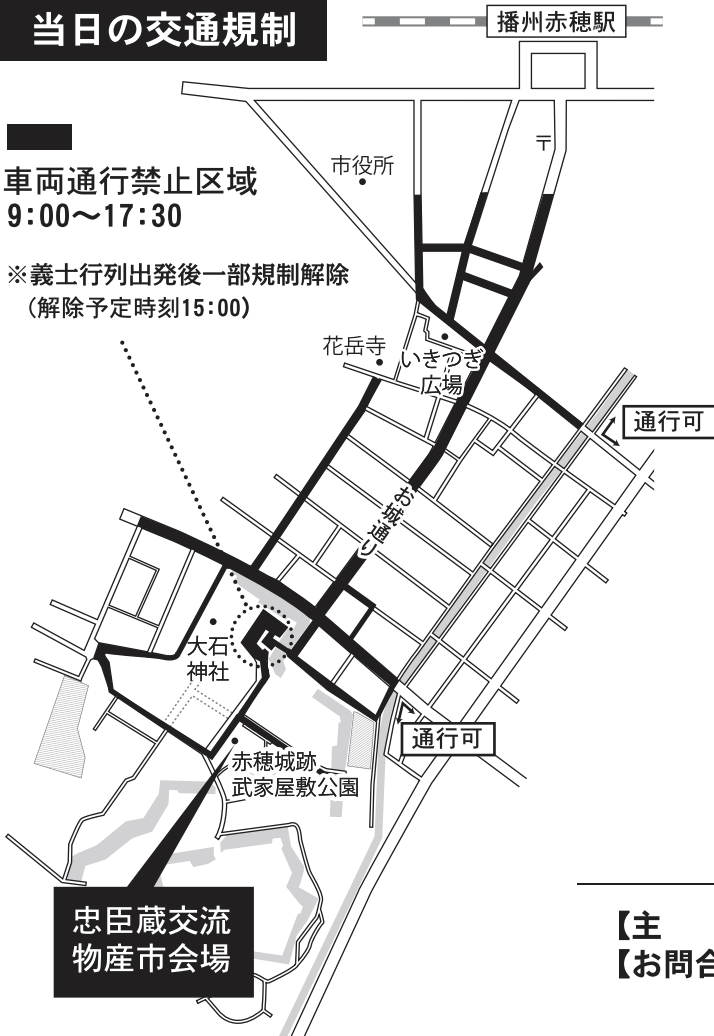 当日の交通規制
播州赤穂駅
〒
市役所
車両通行禁止区域
9:00〜17:30
※義士行列出発後一部規制解除
（解除予定時刻15:00）
花岳寺
いきつぎ
広場
通行可
お城通り
大石
神社
通行可
赤穂城跡
武家屋敷公園
忠臣蔵交流
物産市会場
【主
【お問合